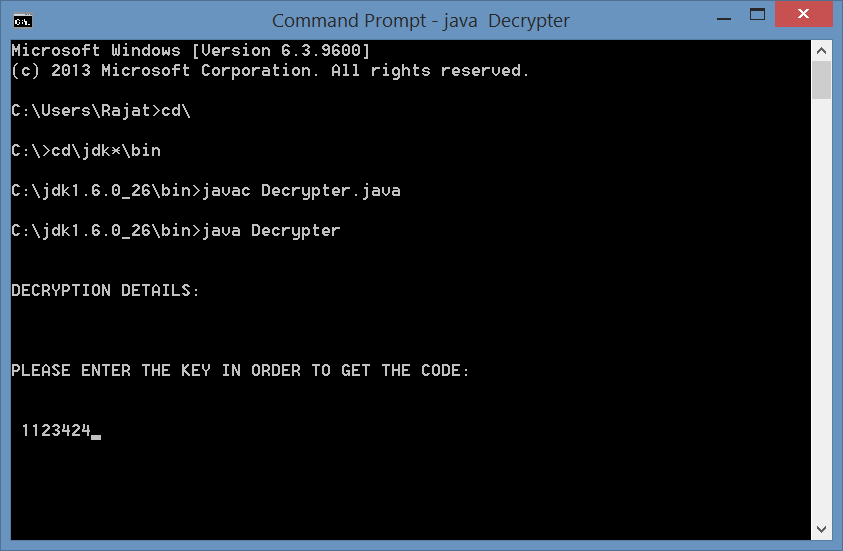 Command Prompt - java  Decrypter
Microsoft Windows [Version 6.3.9600]
(c) 2013 Microsoft Corporation. All rights reserved.
C:\Users\Rajat>cd\
C:\>cd\jdk*\bin
C:\jdk1.6.0_26\bin>javac Decrypter.java
C:\jdk1.6.0_26\bin>java Decrypter
DECRYPTION DETAILS:
PLEASE ENTER THE KEY IN ORDER TO GET THE CODE:
1123424